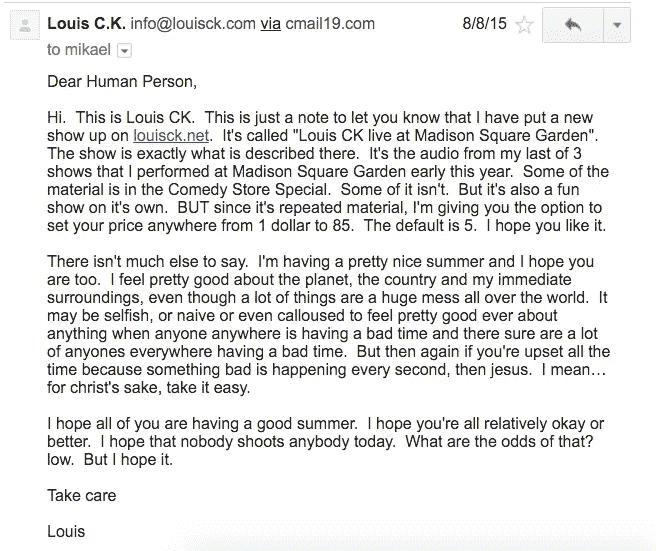 Louis C.K. info@louisck.com via cmail19.com 8/8/15
to mikael
Dear Human Person,
Hi.  This is Louis CK.  This is just a note to let you know that I have put a new
show up on louisck.net.  It's called "Louis CK live at Madison Square Garden".
The show is exactly what is described there.  It's the audio from my last of 3
shows that I performed at Madison Square Garden early this year.  Some of the
material is in the Comedy Store Special.  Some of it isn't.  But it's also a fun
show on it's own.  BUT since it's repeated material, I'm giving you the option to
set your price anywhere from 1 dollar to 85.  The default is 5.  I hope you like it.
There isn't much else to say.  I'm having a pretty nice summer and I hope you
are too.  I feel pretty good about the planet, the country and my immediate
surroundings, even though a lot of things are a huge mess all over the world.  It
may be selfish, or naive or even calloused to feel pretty good ever about
anything when anyone anywhere is having a bad time and there sure are a lot
of anyones everywhere having a bad time.  But then again if you're upset all the
time because something bad is happening every second, then jesus.  I mean…
for christ's sake, take it easy.
I hope all of you are having a good summer.  I hope you're all relatively okay or
better.  I hope that nobody shoots anybody today.  What are the odds of that?
low.  But I hope it.
Take care
Louis